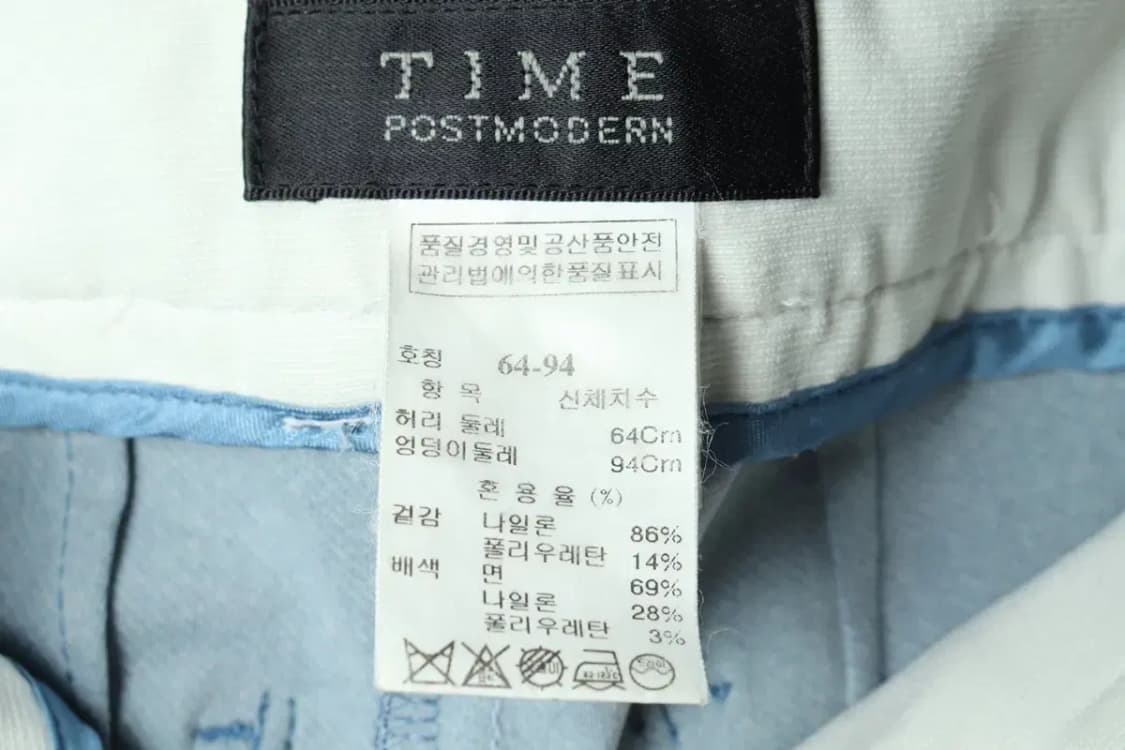 TIME
POSTMODERN
품질경영및공산품안전
관리법에의한품질표시
호칭 64-94
항 목 신체치수
허리 둘레 64Cm
엉덩이둘레 94Cm
혼 용 율 (%)
겉감 나일론 86%
폴리우레탄 14%
배색 면 69%
나일론 28%
폴리우레탄 3%
드라이